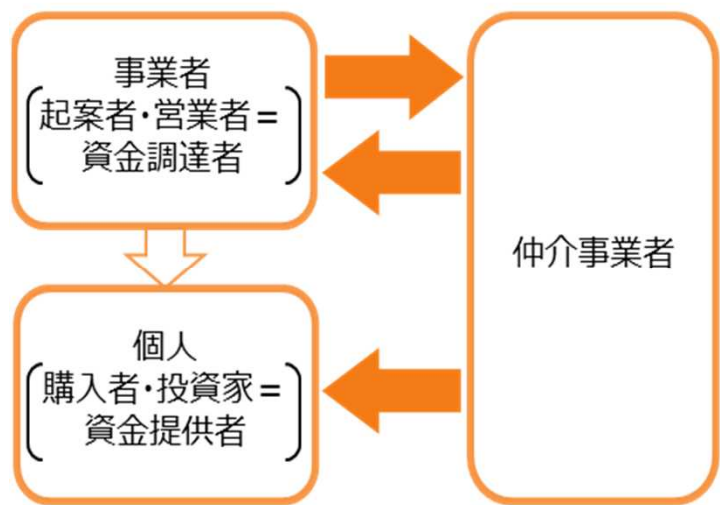 事業者
起案者・営業者＝
資金調達者
仲介事業者
個人
購入者・投資家＝
資金提供者